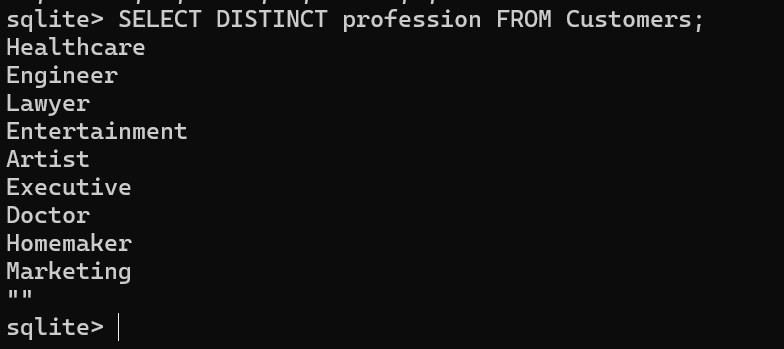 sqlite> SELECT DISTINCT profession FROM Customers;
Healthcare
Engineer
Lawyer
Entertainment
Artist
Executive
Doctor
Homemaker
Marketing
""
sqlite>